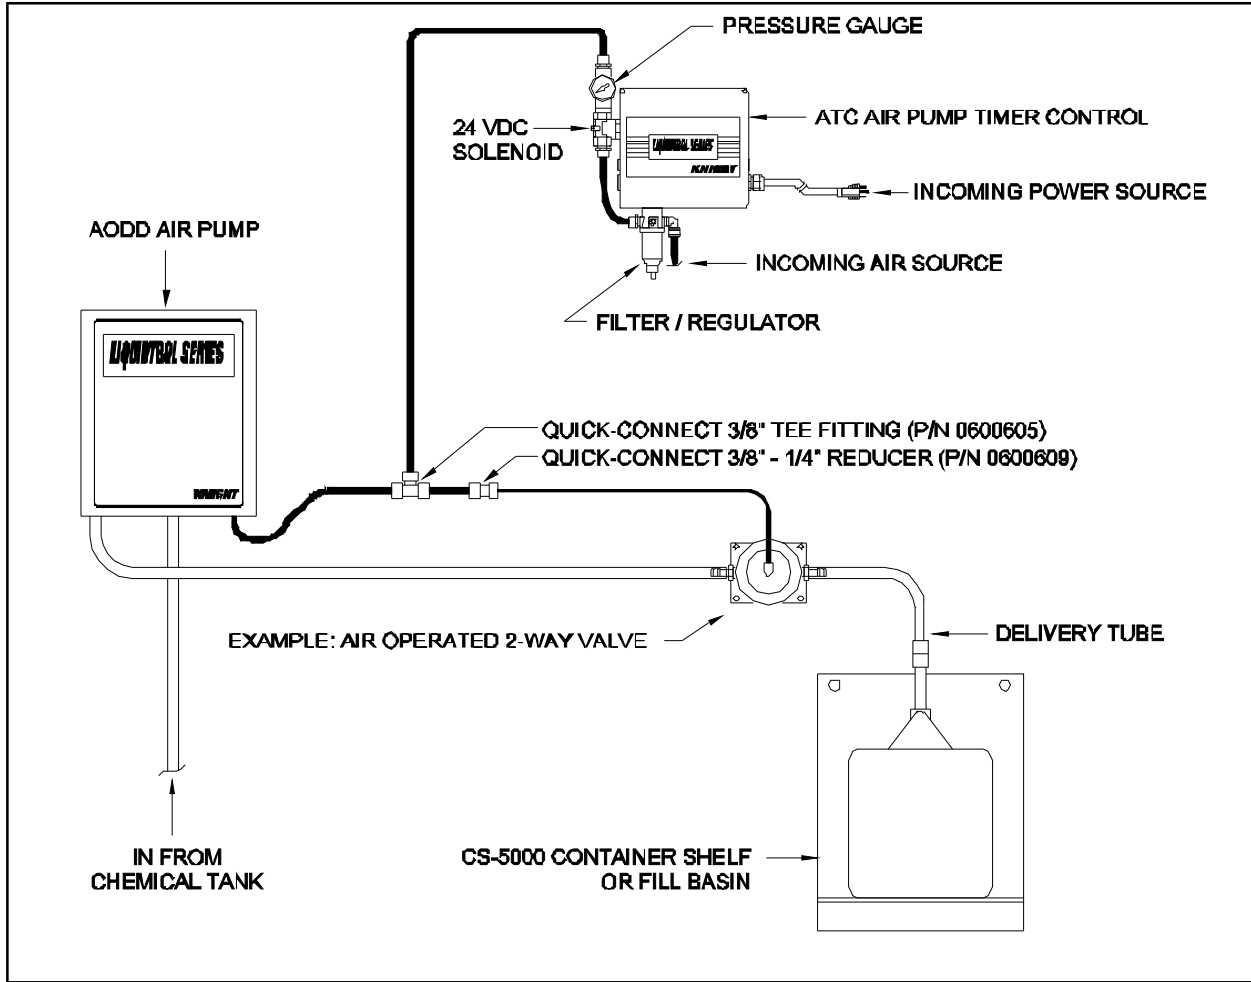 PRESSURE GAUGE
24 VDC
SOLENOID
ATC AIR PUMP TIMER CONTROL
LIQUITROL SERIES
KNIGHT
INCOMING POWER SOURCE
AODD AIR PUMP
INCOMING AIR SOURCE
FILTER / REGULATOR
LIQUITROL SERIES
KNIGHT
QUICK-CONNECT 3/8" TEE FITTING (P/N 0600605)
QUICK-CONNECT 3/8" - 1/4" REDUCER (P/N 0600609)
EXAMPLE: AIR OPERATED 2-WAY VALVE
DELIVERY TUBE
IN FROM
CHEMICAL TANK
CS-5000 CONTAINER SHELF
OR FILL BASIN